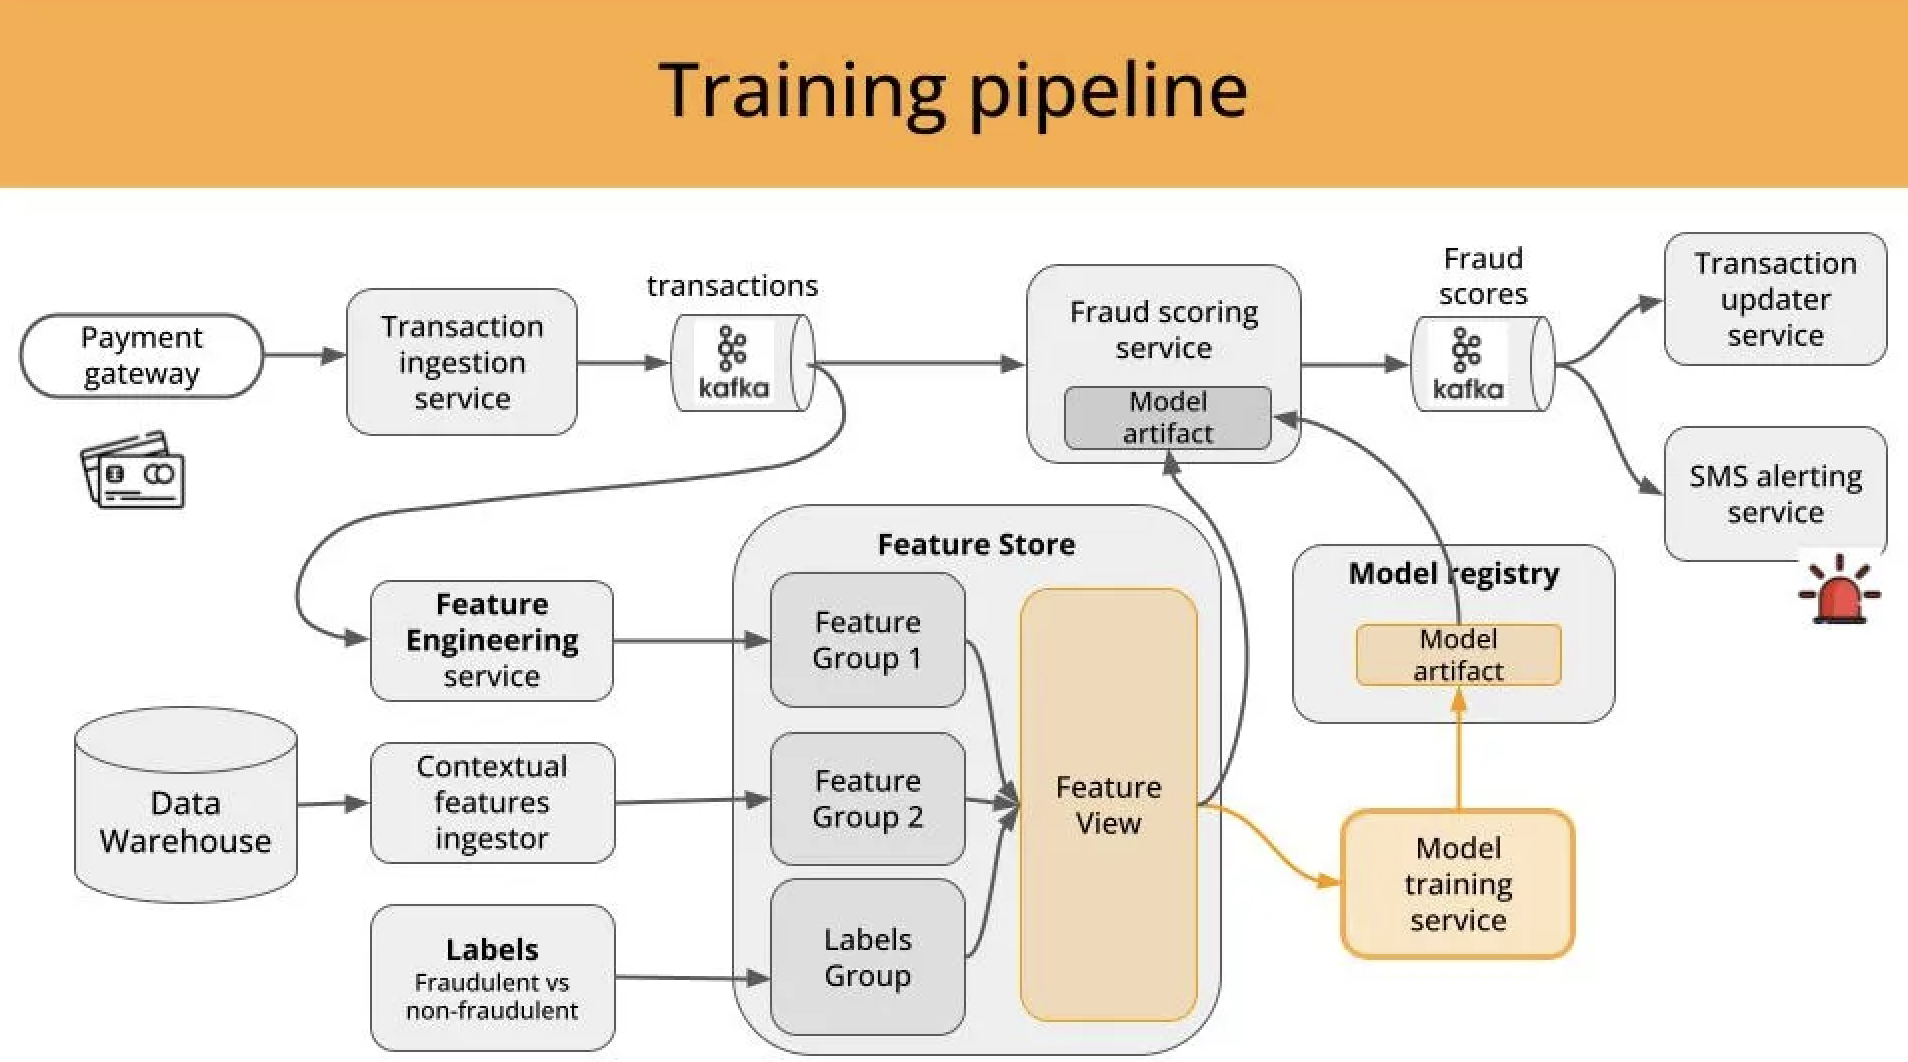 Training pipeline
Payment
gateway
Transaction
ingestion
service
transactions
kafka
Fraud scoring
service
Model
artifact
Fraud
scores
kafka
Transaction
updater
service
SMS alerting
service
Feature
Engineering
service
Data
Warehouse
Contextual
features
ingestor
Labels
Fraudulent vs
non-fraudulent
Feature Store
Feature
Group 1
Feature
Group 2
Labels
Group
Feature
View
Model registry
Model
artifact
Model
training
service